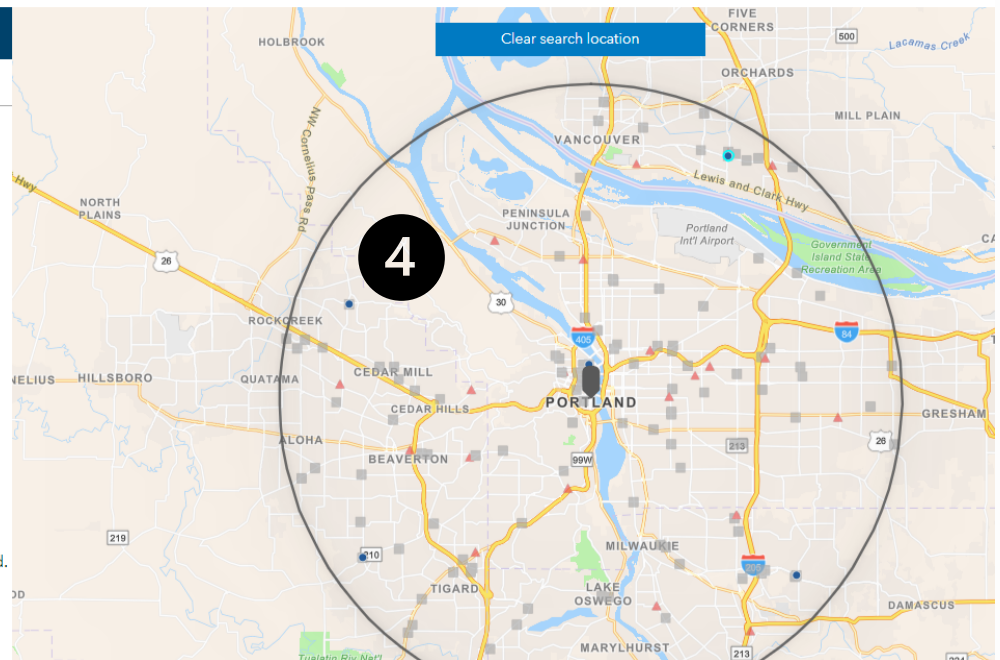 FIVE
CORNERS
Clear search location
HOLBROOK
500
Lacamas Creek
ORCHARDS
NW Cornelius Pass Rd
MILL PLAIN
VANCOUVER
Hwy
Lewis and Clark Hwy
NORTH
PLAINS
PENINSULA
JUNCTION
Portland
Int'l Airport
Government
Island State
Recreation Area
4
26
30
ROCKCREEK
405
84
CEDAR MILL
HILLSBORO
QUATAMA
PORTLAND
CEDAR HILLS
GRESHAM
ALOHA
26
213
BEAVERTON
99W
219
MILWAUKIE
210
205
TIGARD
LAKE
OSWEGO
DAMASCUS
MARYLHURST
213